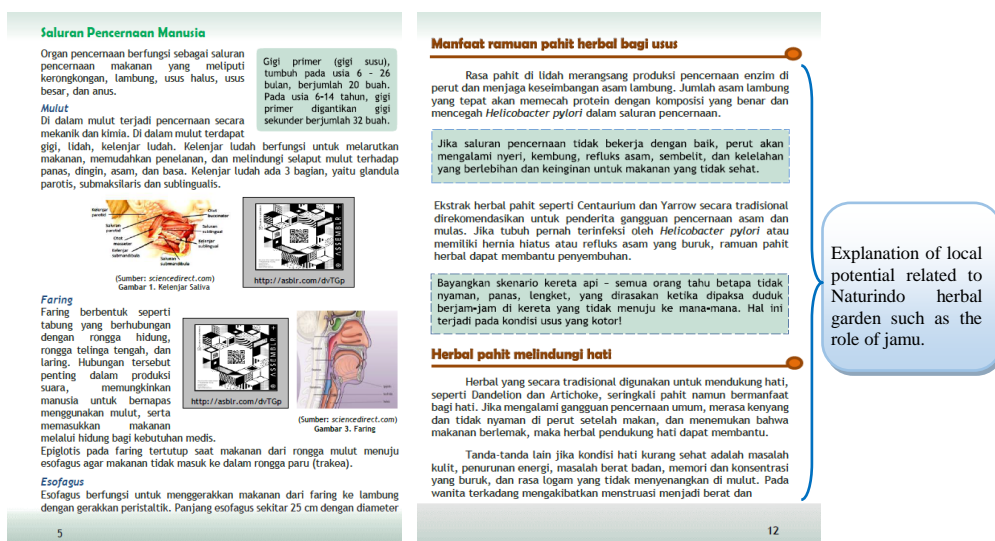 Saluran Pencernaan Manusia
Organ pencernaan berfungsi sebagai saluran
pencernaan makanan yang meliputi
kerongkongan, lambung, usus halus, usus
besar, dan anus.
Gigi primer (gigi susu),
tumbuh pada usia 6 - 26
bulan, berjumlah 20 buah.
Pada usia 6-14 tahun, gigi
primer digantikan gigi
sekunder berjumlah 32 buah.
Mulut
Di dalam mulut terjadi pencernaan secara
mekanik dan kimia. Di dalam mulut terdapat
gigi, lidah, kelenjar ludah. Kelenjar ludah berfungsi untuk melarutkan
makanan, memudahkan penelanan, dan melindungi selaput mulut terhadap
panas, dingin, asam, dan basa. Kelenjar ludah ada 3 bagian, yaitu glandula
parotis, submaksilaris dan sublingualis.
ASSEMBLR
(Sumber: sciencedirect.com)
Gambar 1. Kelenjar Saliva
http://asblr.com/dvTGp
Faring
Faring berbentuk seperti
tabung yang berhubungan
dengan rongga hidung,
rongga telinga tengah, dan
laring. Hubungan tersebut
penting dalam produksi
suara, memungkinkan
manusia untuk bernapas
menggunakan mulut, serta
memasukkan makanan
melalui hidung bagi kebutuhan medis.
ASSEMBLR
http://asblr.com/dvTGp
(Sumber: sciencedirect.com)
Gambar 3. Faring
Epiglotis pada faring tertutup saat makanan dari rongga mulut menuju
esofagus agar makanan tidak masuk ke dalam rongga paru (trakea).
Esofagus
Esofagus berfungsi untuk menggerakkan makanan dari faring ke lambung
dengan gerakkan peristaltik. Panjang esofagus sekitar 25 cm dengan diameter
5
Manfaat ramuan pahit herbal bagi usus
Rasa pahit di lidah merangsang produksi pencernaan enzim di
perut dan menjaga keseimbangan asam lambung. Jumlah asam lambung
yang tepat akan memecah protein dengan komposisi yang benar dan
mencegah Helicobacter pylori dalam saluran pencernaan.
Jika saluran pencernaan tidak bekerja dengan baik, perut akan
mengalami nyeri, kembung, refluks asam, sembelit, dan kelelahan
yang berlebihan dan keinginan untuk makanan yang tidak sehat.
Ekstrak herbal pahit seperti Centaurium dan Yarrow secara tradisional
direkomendasikan untuk penderita gangguan pencernaan asam dan
mulas. Jika tubuh pernah terinfeksi oleh Helicobacter pylori atau
memiliki hernia hiatus atau refluks asam yang buruk, ramuan pahit
herbal dapat membantu penyembuhan.
Bayangkan skenario kereta api - semua orang tahu betapa tidak
nyaman, panas, lengket, yang dirasakan ketika dipaksa duduk
berjam-jam di kereta yang tidak menuju ke mana-mana. Hal ini
terjadi pada kondisi usus yang kotor!
Herbal pahit melindungi hati
Herbal yang secara tradisional digunakan untuk mendukung hati,
seperti Dandelion dan Artichoke, seringkali pahit namun bermanfaat
bagi hati. Jika mengalami gangguan pencernaan umum, merasa kenyang
dan tidak nyaman di perut setelah makan, dan menemukan bahwa
makanan berlemak, maka herbal pendukung hati dapat membantu.
Tanda-tanda lain jika kondisi hati kurang sehat adalah masalah
kulit, penurunan energi, masalah berat badan, memori dan konsentrasi
yang buruk, dan rasa logam yang tidak menyenangkan di mulut. Pada
wanita terkadang mengakibatkan menstruasi menjadi berat dan
12
Explanation of local
potential related to
Naturindo herbal
garden such as the
role of jamu.